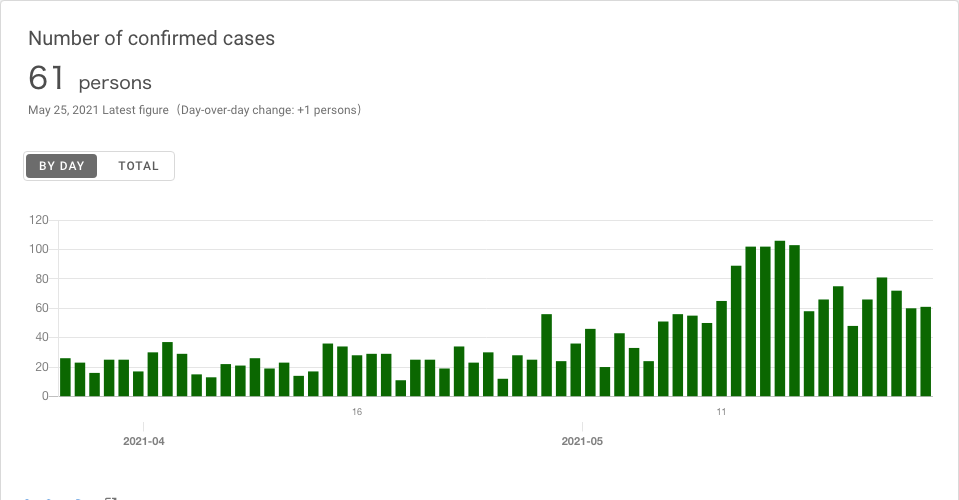 Number of confirmed cases
61 persons
May 25, 2021 Latest figure（Day-over-day change: +1 persons）
BY DAY TOTAL
120
100
80
60
40
20
0
16 11
2021-04 2021-05